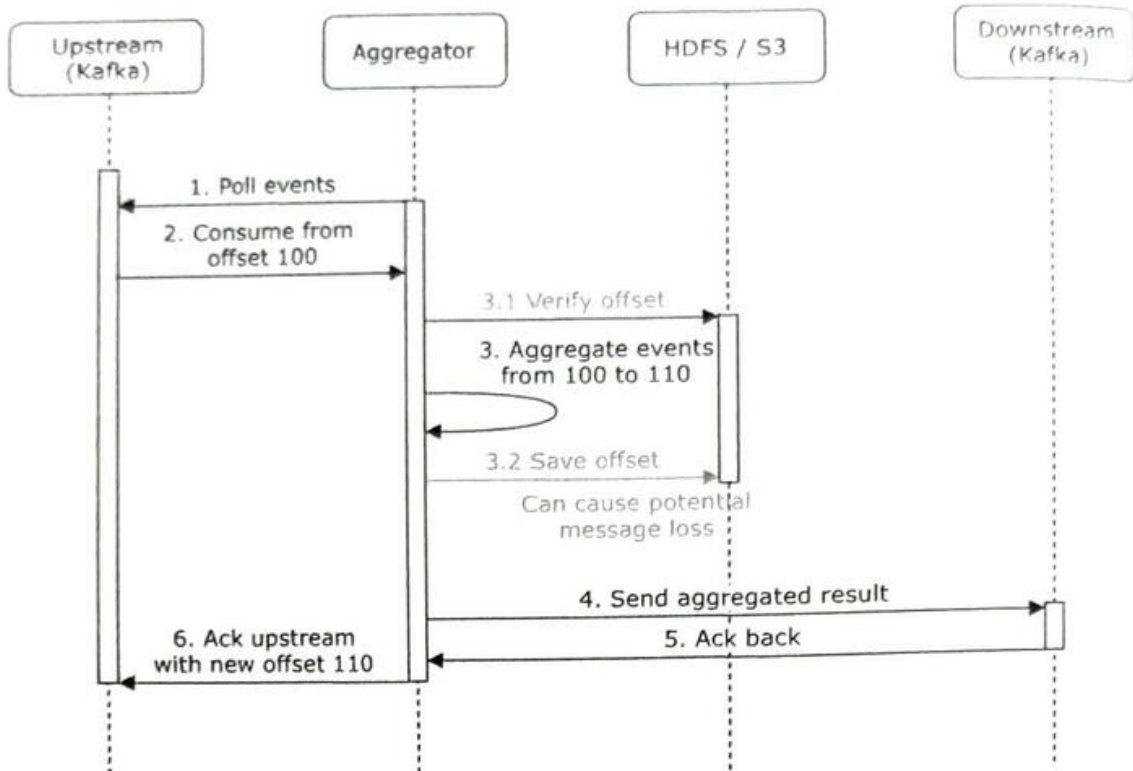 Upstream
(Kafka)
Aggregator
HDFS / S3
Downstream
(Kafka)
1. Poll events
2. Consume from
offset 100
3.1 Verify offset
3. Aggregate events
from 100 to 110
3.2 Save offset
Can cause potential
message loss
4. Send aggregated result
5. Ack back
6. Ack upstream
with new offset 110